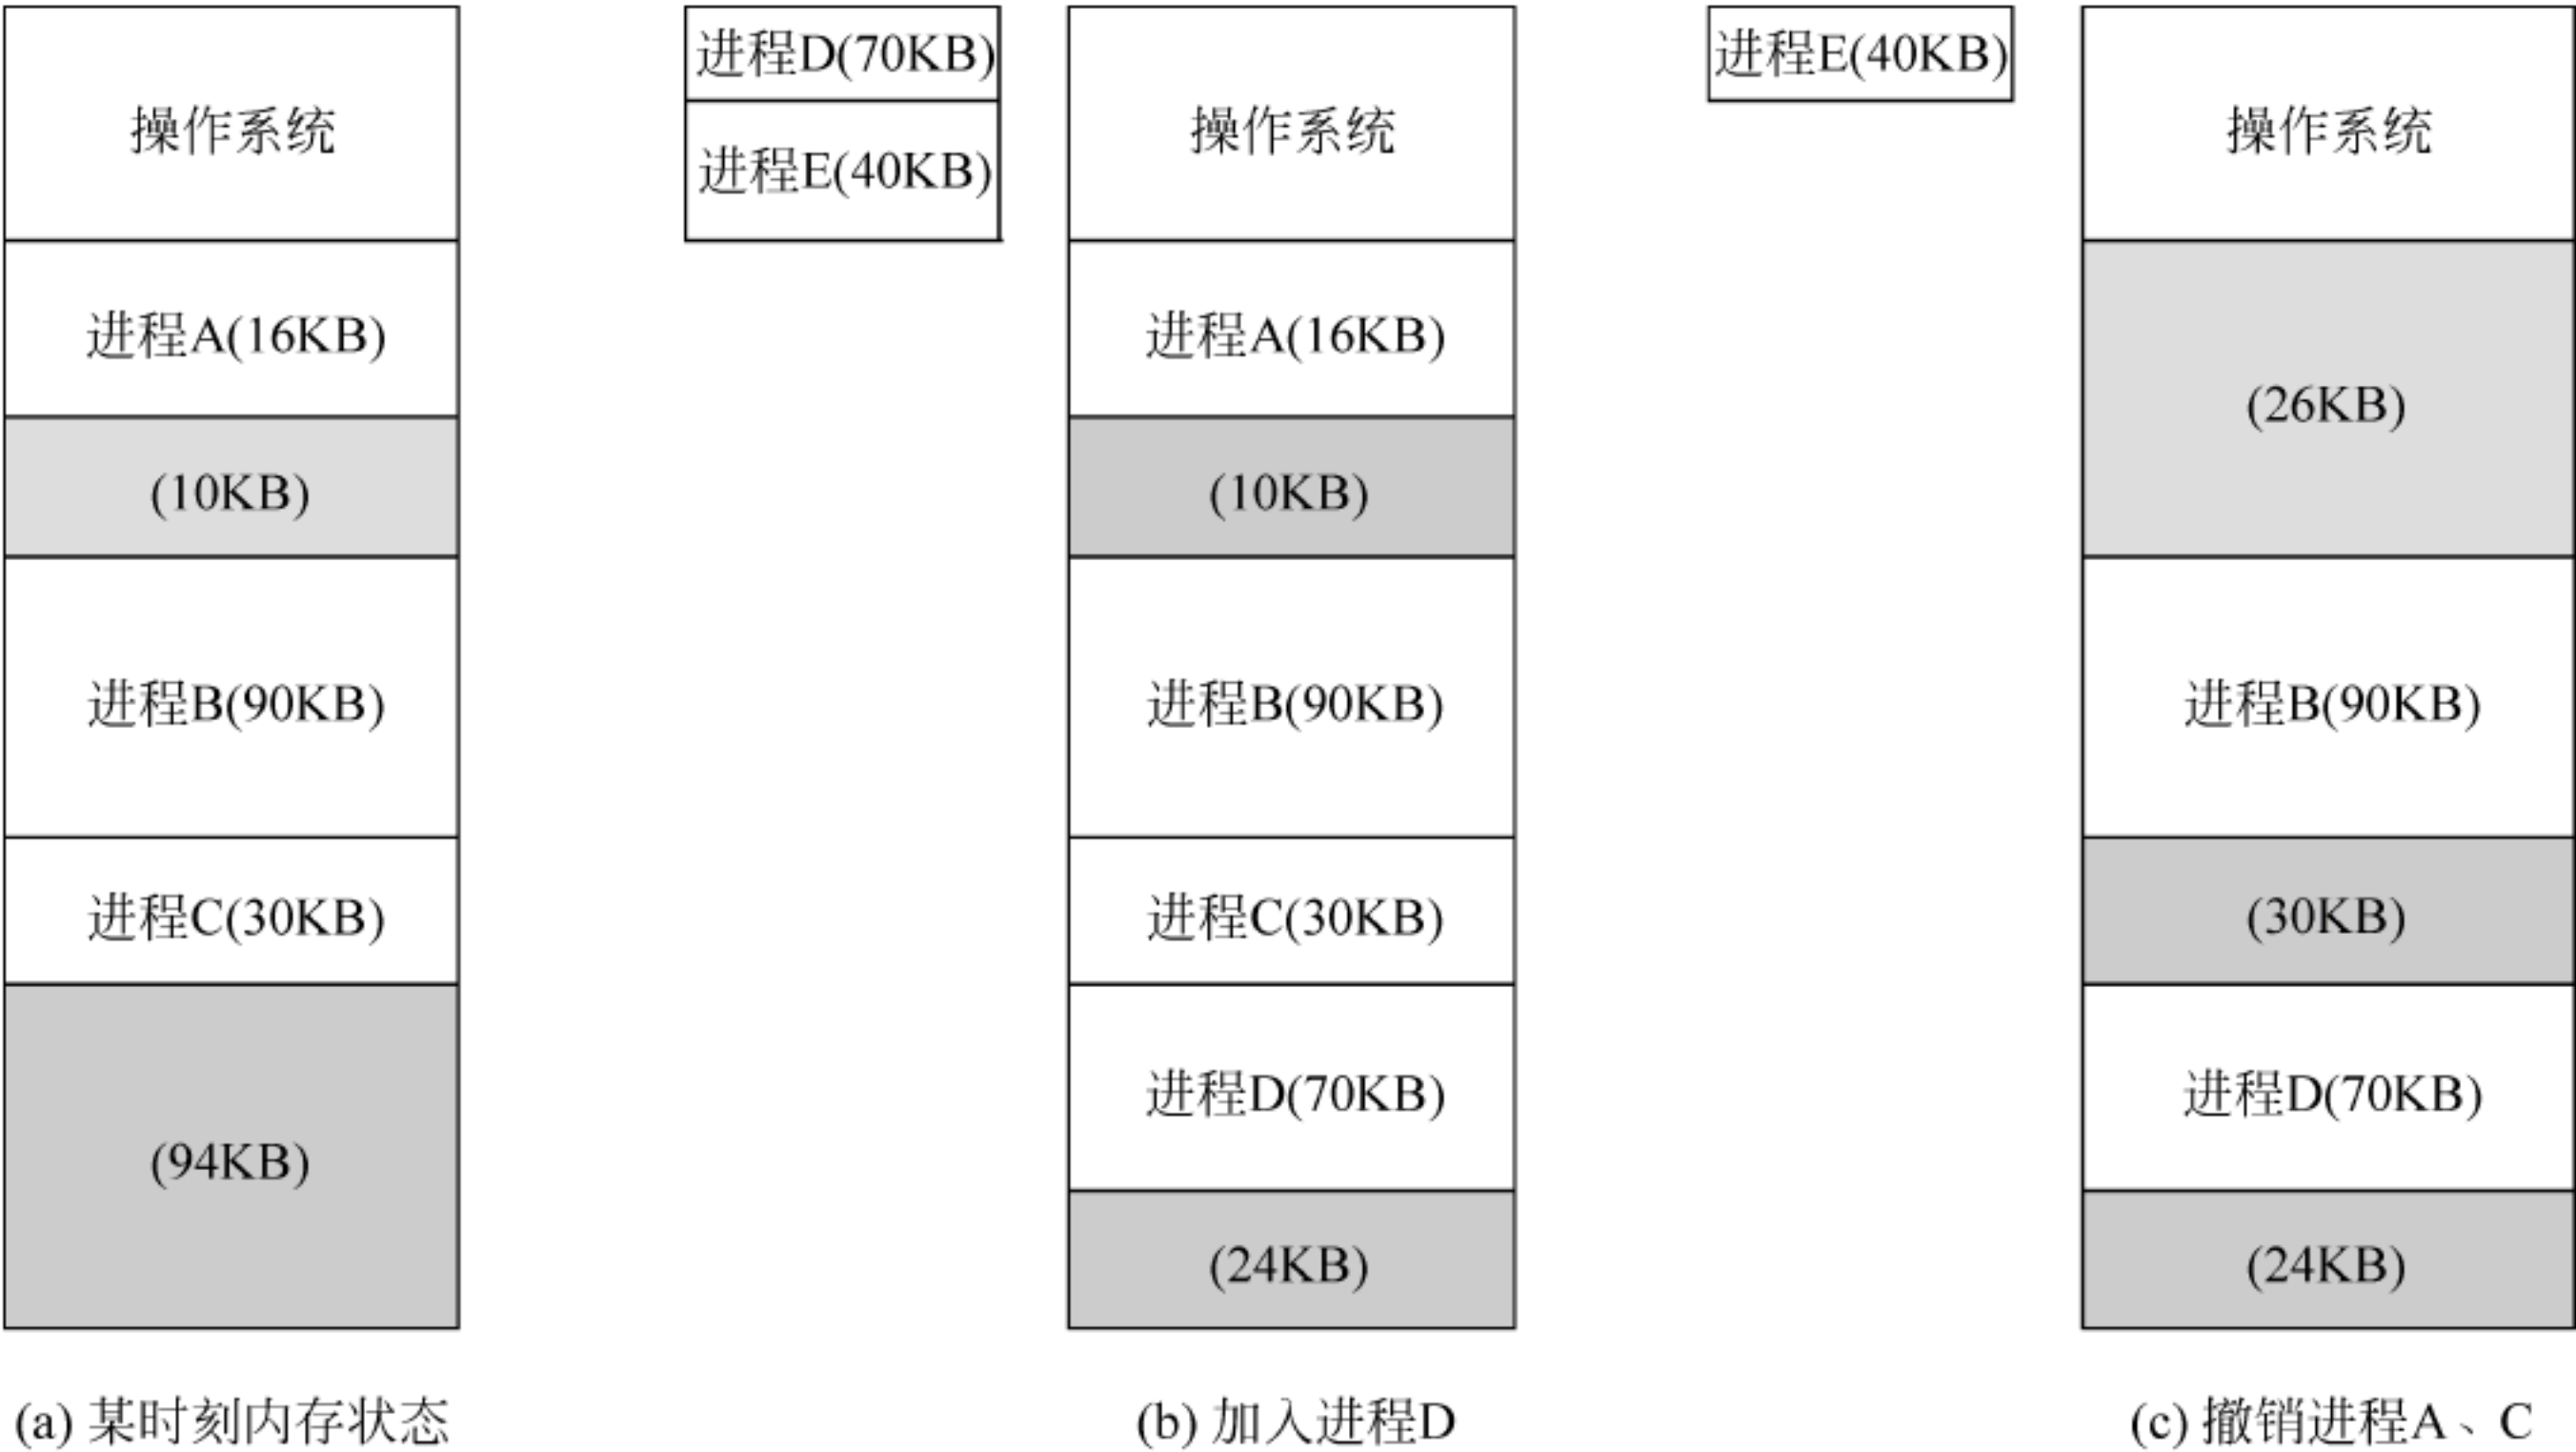 操作系统
进程A(16KB)
(10KB)
进程B(90KB)
进程C(30KB)
(94KB)
(a) 某时刻内存状态
进程D(70KB)
进程E(40KB)
操作系统
进程A(16KB)
(10KB)
进程B(90KB)
进程C(30KB)
进程D(70KB)
(24KB)
(b) 加入进程D
进程E(40KB)
操作系统
(26KB)
进程B(90KB)
(30KB)
进程D(70KB)
(24KB)
(c) 撤销进程A、C